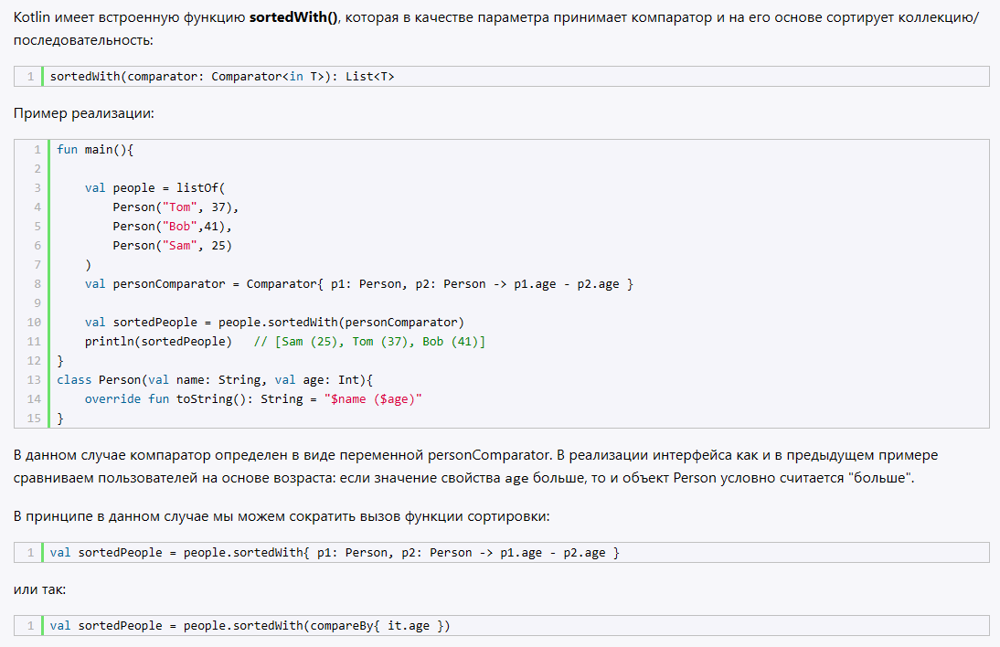 Kotlin имеет встроенную функцию sortedWith(), которая в качестве параметра принимает компаратор и на его основе сортирует коллекцию/
последовательность:
1 sortedWith(comparator: Comparator<in T>): List<T>
Пример реализации:
1 fun main(){
2
3     val people = listOf(
4         Person("Tom", 37),
5         Person("Bob",41),
6         Person("Sam", 25)
7     )
8     val personComparator = Comparator{ p1: Person, p2: Person -> p1.age - p2.age }
9
10     val sortedPeople = people.sortedWith(personComparator)
11     println(sortedPeople)   // [Sam (25), Tom (37), Bob (41)]
12 }
13 class Person(val name: String, val age: Int){
14     override fun toString(): String = "$name ($age)"
15 }
В данном случае компаратор определен в виде переменной personComparator. В реализации интерфейса как и в предыдущем примере
сравниваем пользователей на основе возраста: если значение свойства age больше, то и объект Person условно считается "больше".
В принципе в данном случае мы можем сократить вызов функции сортировки:
1 val sortedPeople = people.sortedWith{ p1: Person, p2: Person -> p1.age - p2.age }
или так:
1 val sortedPeople = people.sortedWith(compareBy{ it.age })